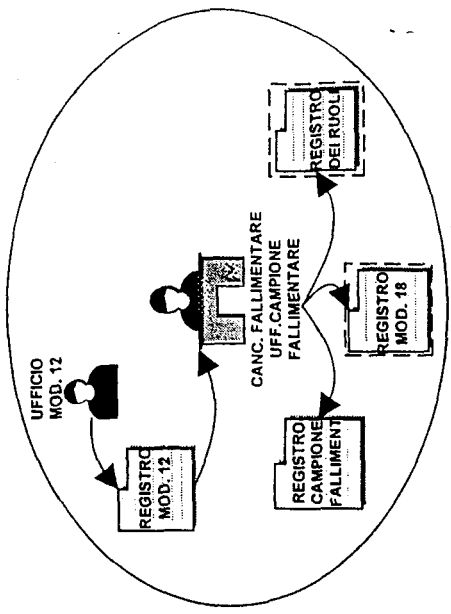 UFFICIO
MOD. 12
REGISTRO
MOD. 12
CANC. FALLIMENTARE
UFF.CAMPIONE
FALLIMENTARE
REGISTRO
CAMPIONE
FALLIMENT
REGISTRO
MOD. 18
REGISTRO
DEI RUOLI